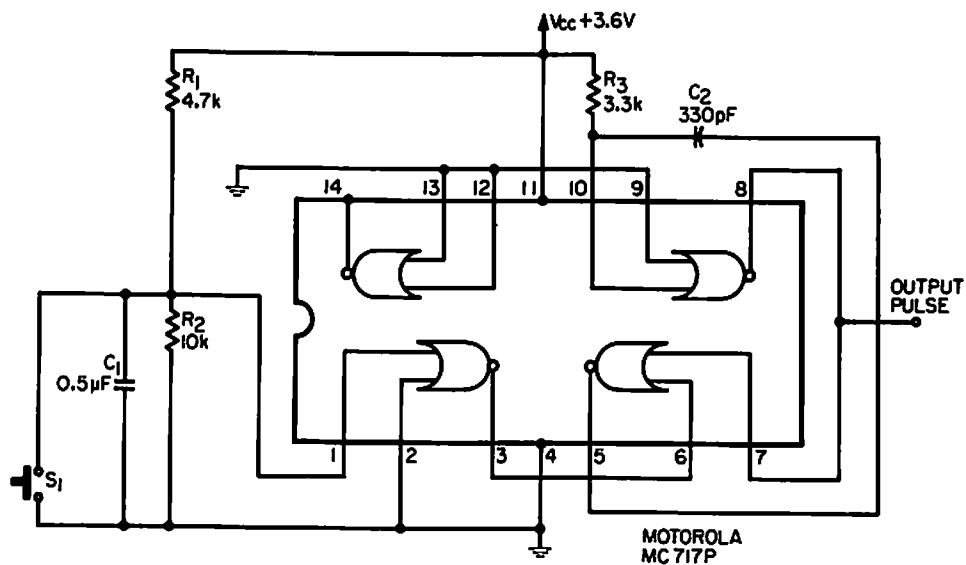 Vcc+3.6V
R1
4.7k
R3
3.3k
C2
330pF
14 13 12 11 10 9 8
OUTPUT
PULSE
R2
10k
C1
0.5µF
S1
1 2 3 4 5 6 7
MOTOROLA
MC717P